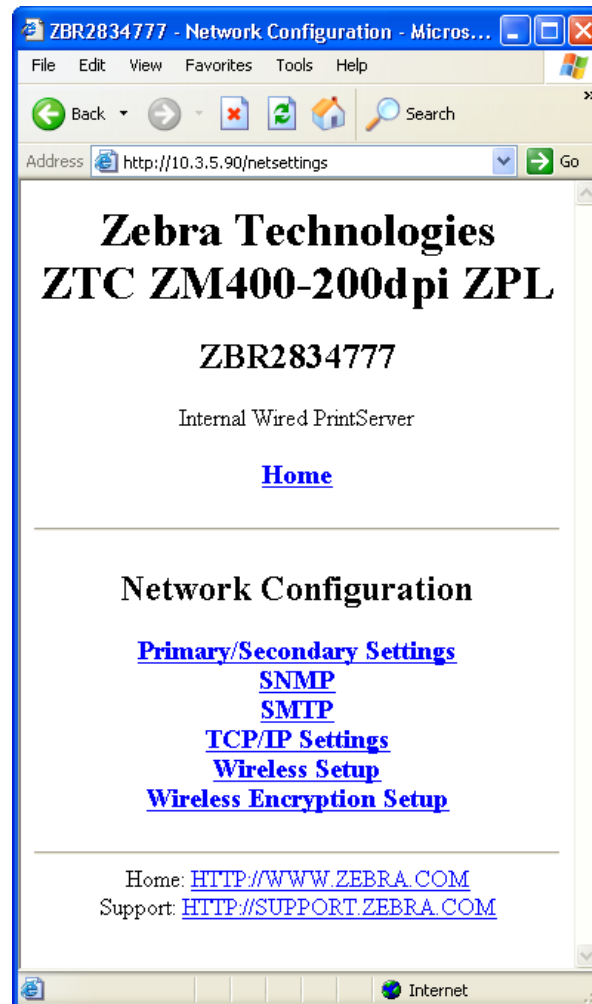 ZBR2834777 - Network Configuration - Micros...
File Edit View Favorites Tools Help
Back Search »
Address http://10.3.5.90/netsettings Go
Zebra Technologies
ZTC ZM400-200dpi ZPL
ZBR2834777
Internal Wired PrintServer
Home
Network Configuration
Primary/Secondary Settings
SNMP
SMTP
TCP/IP Settings
Wireless Setup
Wireless Encryption Setup
Home: HTTP://WWW.ZEBRA.COM
Support: HTTP://SUPPORT.ZEBRA.COM
Internet